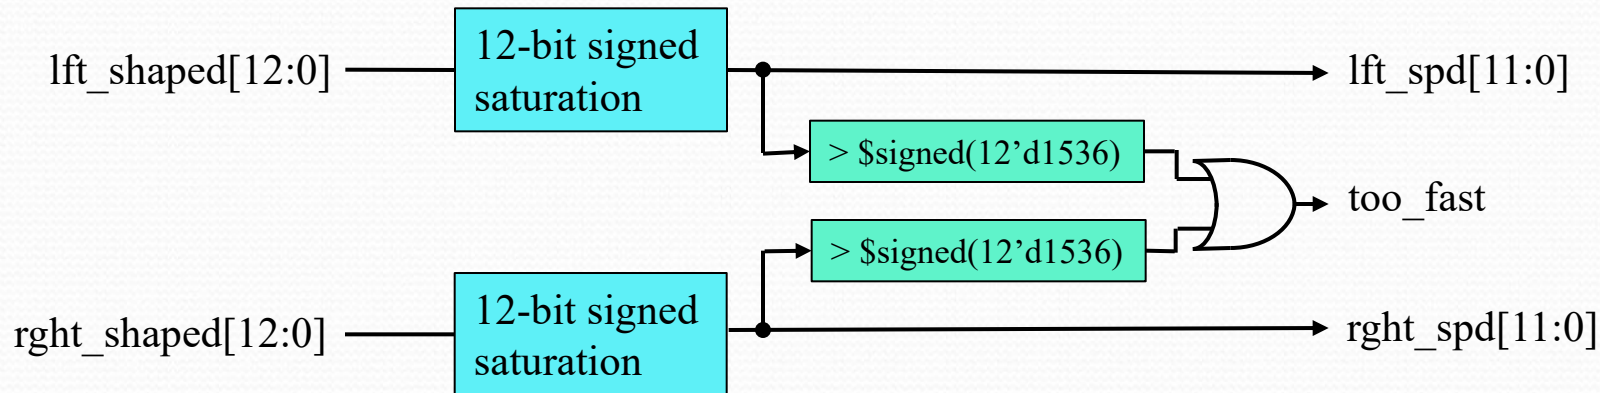 lft_shaped[12:0]
12-bit signed
saturation
lft_spd[11:0]
> $signed(12’d1536)
too_fast
> $signed(12’d1536)
rght_shaped[12:0]
12-bit signed
saturation
rght_spd[11:0]